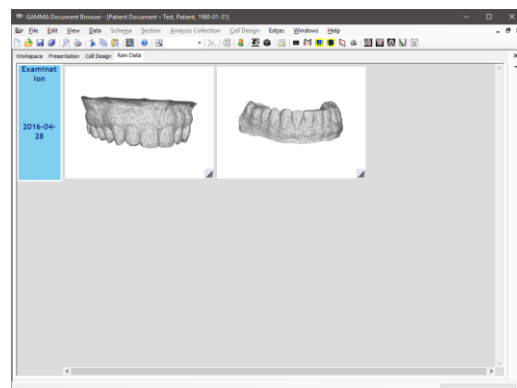 GAMMA Document Browser - [Patient Document - Test, Patient, 1980-01-31]
File Edit View Data Schema Section Analysis Collection Cell Design Extras Windows Help
Workspace Presentation Cell Design Raw Data
Examinat
ion
2016-04-
28